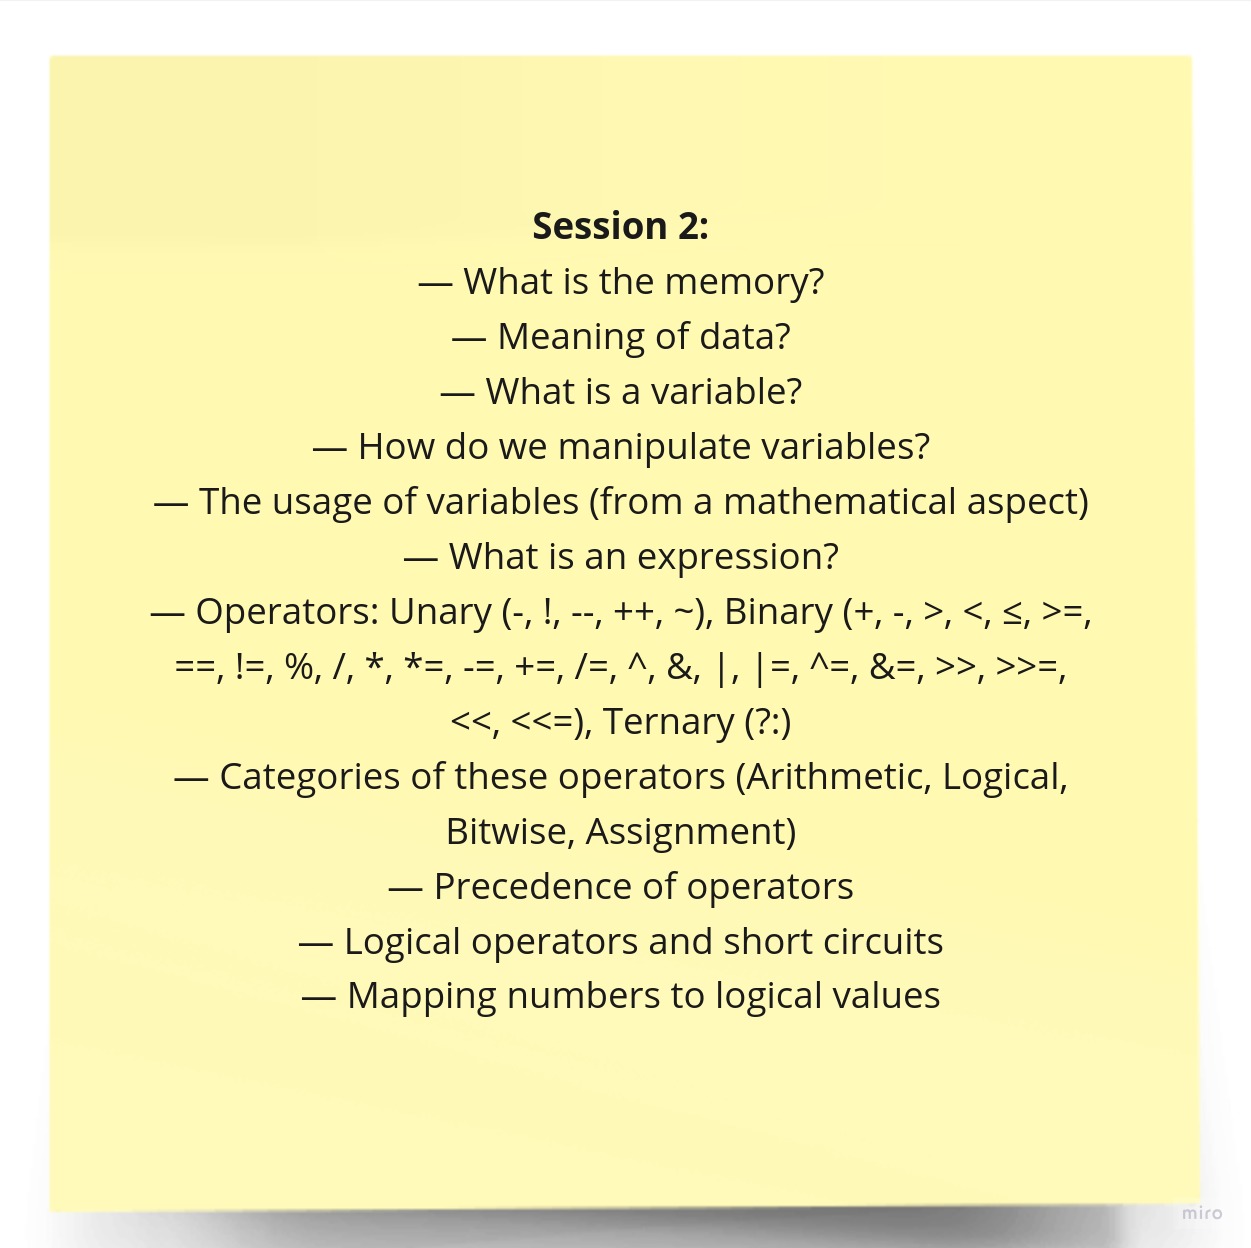 Session 2:
— What is the memory?
— Meaning of data?
— What is a variable?
— How do we manipulate variables?
— The usage of variables (from a mathematical aspect)
— What is an expression?
— Operators: Unary (-, !, --, ++, ~), Binary (+, -, >, <, ≤, >=,
==, !=, %, /, *, *=, -=, +=, /=, ^, &, |, |=, ^=, &=, >>, >>=,
<<, <<=), Ternary (?:)
— Categories of these operators (Arithmetic, Logical,
Bitwise, Assignment)
— Precedence of operators
— Logical operators and short circuits
— Mapping numbers to logical values
miro